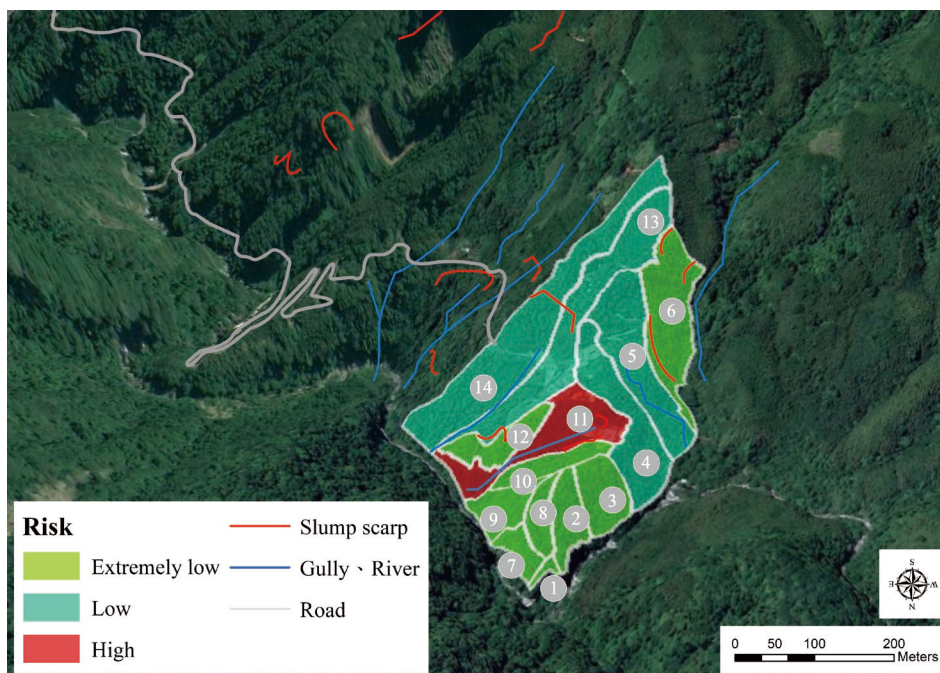 13
6
5
14
11
12
4
10
3
8
2
9
7
1
Risk
Extremely low
Low
High
Slump scarp
Gully、River
Road
S
E W
N
0 50 100 200
Meters